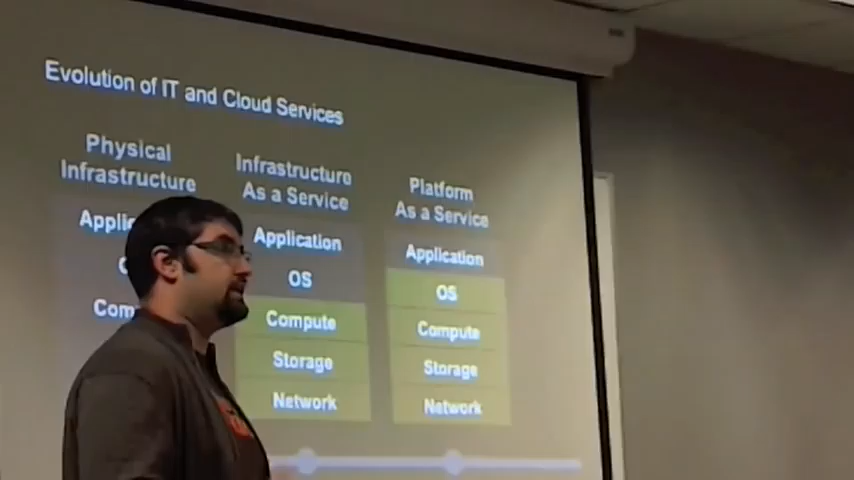 Evolution of IT and Cloud Services
Physical
Infrastructure
Infrastructure
As a Service
Platform
As a Service
Application
Application
OS
OS
Compute
Compute
Storage
Storage
Network
Network